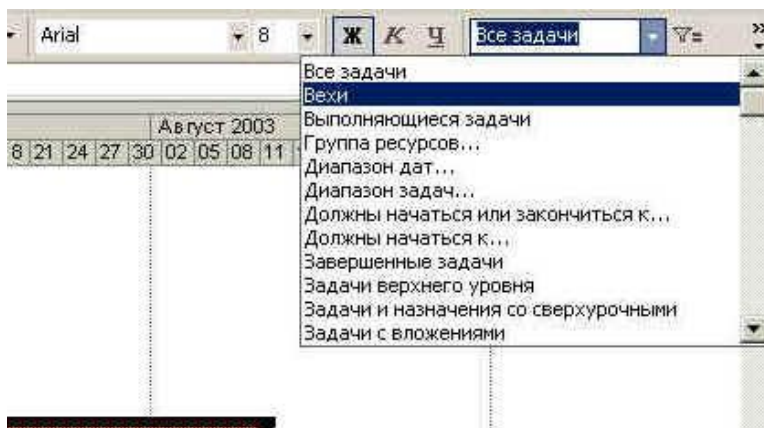 Arial 8 Ж К Ч Все задачи
Все задачи
Вехи
Август 2003
Выполняющиеся задачи
8 21 24 27 30 02 05 08 11
Группа ресурсов...
Диапазон дат...
Диапазон задач...
Должны начаться или закончиться к...
Должны начаться к...
Завершенные задачи
Задачи верхнего уровня
Задачи и назначения со сверхурочными
Задачи с вложениями